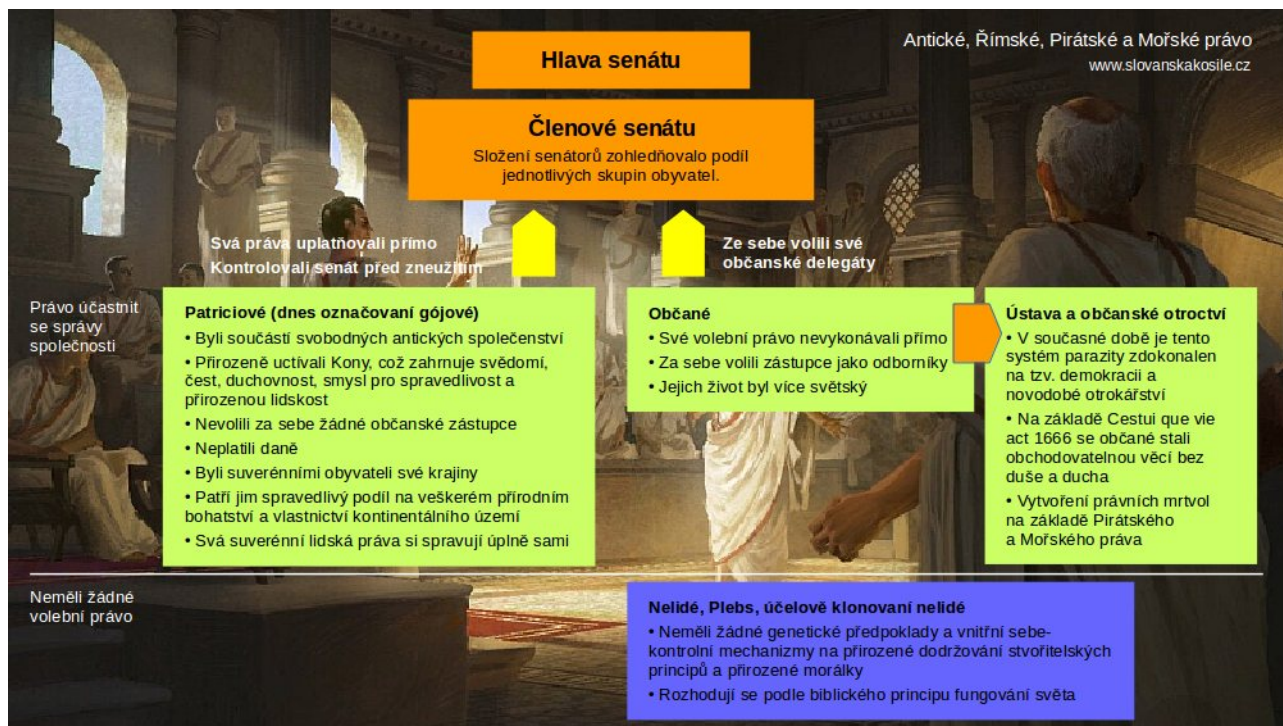 Antické, Římské, Pirátské a Mořské právo
www.slovanskakosile.cz
Hlava senátu
Členové senátu
Složení senátorů zohledňovalo podíl
jednotlivých skupin obyvatel.
Svá práva uplatňovali přímo
Kontrolovali senát před zneužitím
Ze sebe volili své
občanské delegáty
Právo účastnit
se správy
společnosti
Patriciové (dnes označovaní gójové)
• Byli součástí svobodných antických společenství
• Přirozeně uctívali Kony, což zahrnuje svědomí,
čest, duchovnost, smysl pro spravedlivost a
přirozenou lidskost
• Nevolili za sebe žádné občanské zástupce
• Neplatili daně
• Byli suverénními obyvateli své krajiny
• Patří jim spravedlivý podíl na veškerém přírodním
bohatství a vlastnictví kontinentálního území
• Svá suverénní lidská práva si spravují úplně sami
Občané
• Své volební právo nevykonávali přímo
• Za sebe volili zástupce jako odborníky
• Jejich život byl více světský
Ústava a občanské otroctví
• V současné době je tento
systém parazity zdokonalen
na tzv. demokracii a
novodobé otrokářství
• Na základě Cestui que vie
act 1666 se občané stali
obchodovatelnou věcí bez
duše a ducha
• Vytvoření právních mrtvol
na základě Pirátského
a Mořského práva
Neměli žádné
volební právo
Nelidé, Plebs, účelově klonovaní nelidé
• Neměli žádné genetické předpoklady a vnitřní sebe-
kontrolní mechanizmy na přirozené dodržování stvořitelských
principů a přirozené morálky
• Rozhodují se podle biblického principu fungování světa